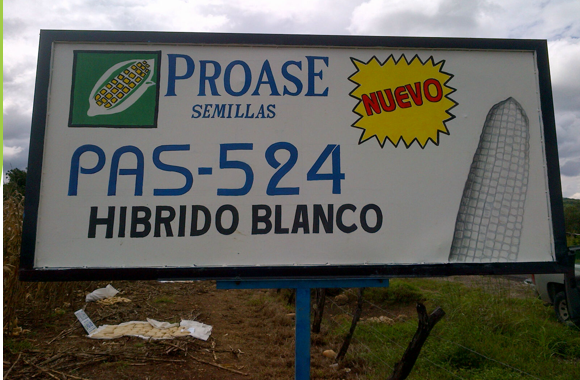 PROASE
SEMILLAS
NUEVO
PAS-524
HIBRIDO BLANCO